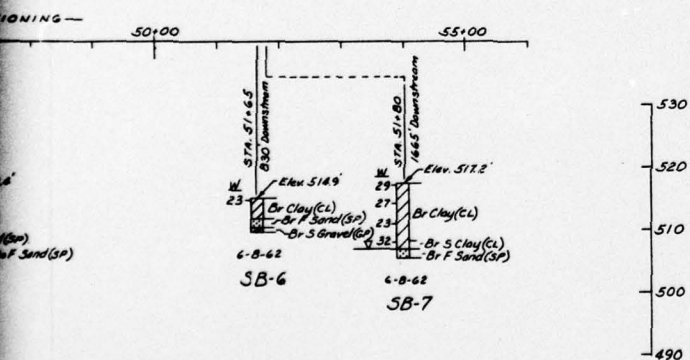 IONING—
50+00
55+00
STA. 51+65
830' Downstream
STA. 51+80
1665' Downstream
530
520
510
500
490
Elev. 514.9'
W
23
Br Clay(CL)
Br F Sand(SP)
Br S Gravel(GP)
6-8-62
SB-6
Elev. 517.2'
W
29
27
23
32
Br Clay(CL)
Br S Clay(CL)
Br F Sand(SP)
6-8-62
SB-7
(SP)
F Sand(SP)